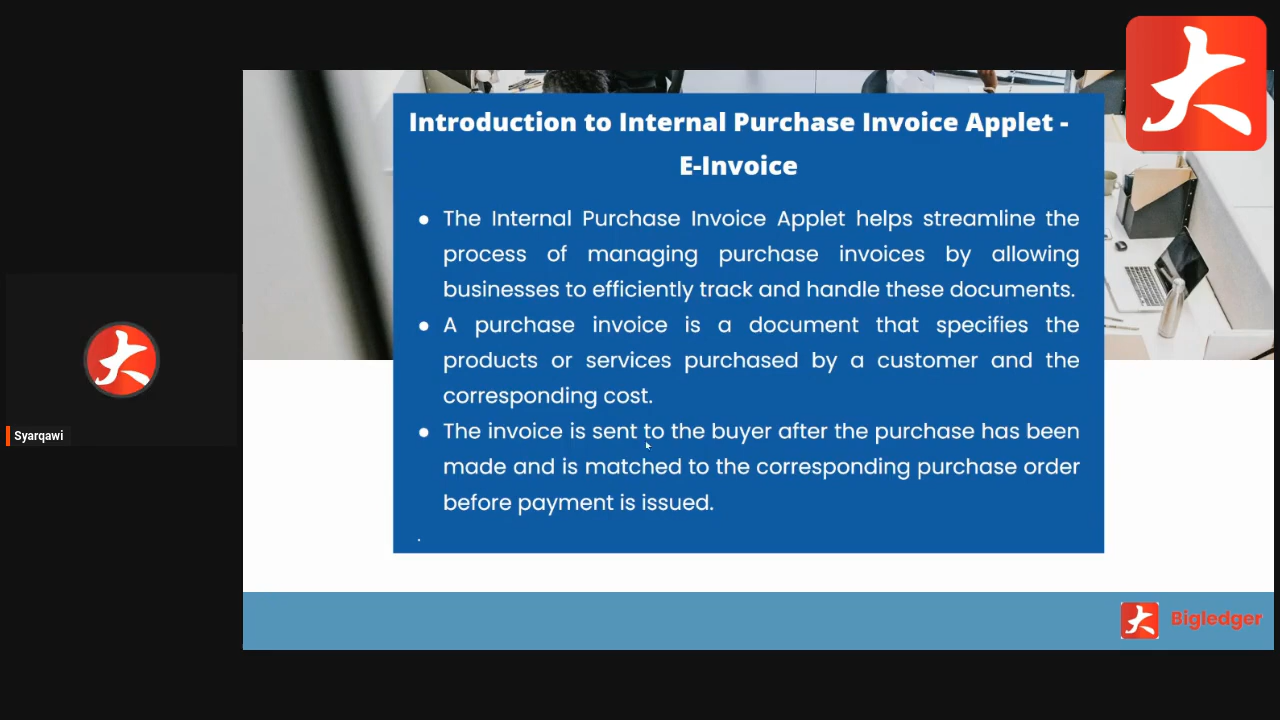 Introduction to Internal Purchase Invoice Applet -
E-Invoice
● The Internal Purchase Invoice Applet helps streamline the
process of managing purchase invoices by allowing
businesses to efficiently track and handle these documents.
● A purchase invoice is a document that specifies the
products or services purchased by a customer and the
corresponding cost.
● The invoice is sent to the buyer after the purchase has been
made and is matched to the corresponding purchase order
before payment is issued.
.
Syarqawi
Bigledger